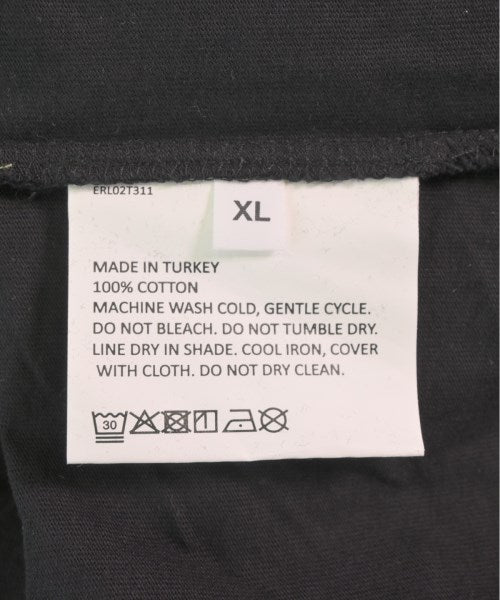 ERL02T311
XL
MADE IN TURKEY
100% COTTON
MACHINE WASH COLD, GENTLE CYCLE.
DO NOT BLEACH. DO NOT TUMBLE DRY.
LINE DRY IN SHADE. COOL IRON, COVER
WITH CLOTH. DO NOT DRY CLEAN.
30